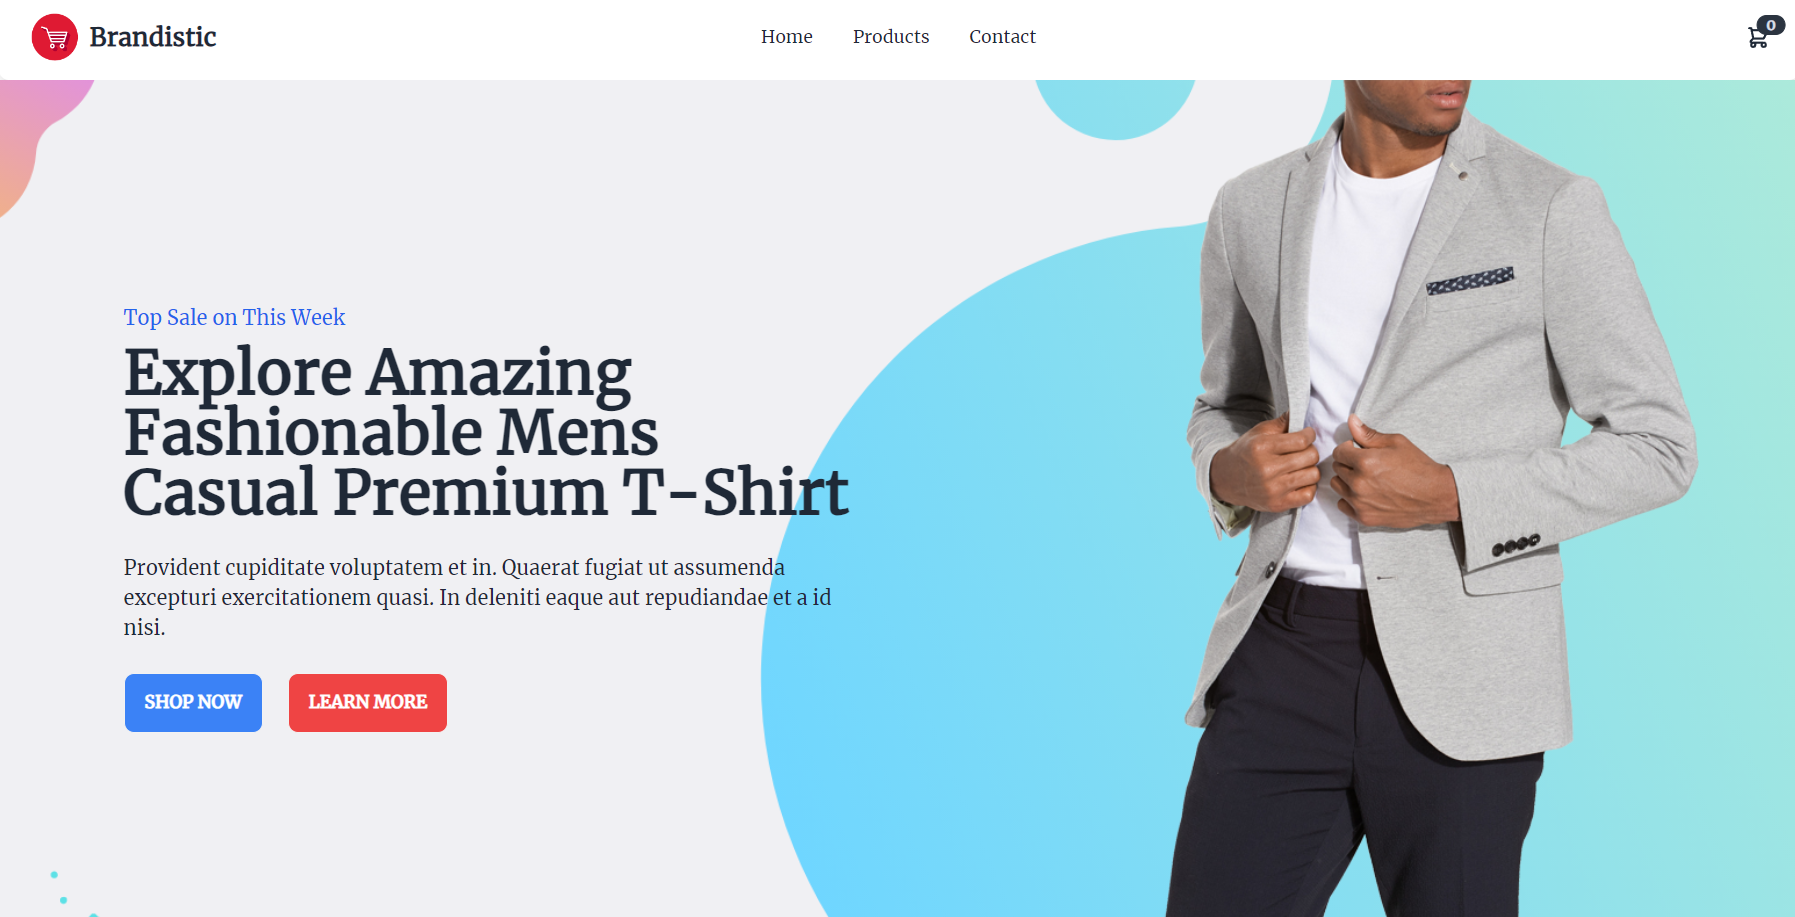 Brandistic
Home
Products
Contact
0
Top Sale on This Week
Explore Amazing
Fashionable Mens
Casual Premium T-Shirt
Provident cupiditate voluptatem et in. Quaerat fugiat ut assumenda
excepturi exercitationem quasi. In deleniti eaque aut repudiandae et a id
nisi.
SHOP NOW
LEARN MORE